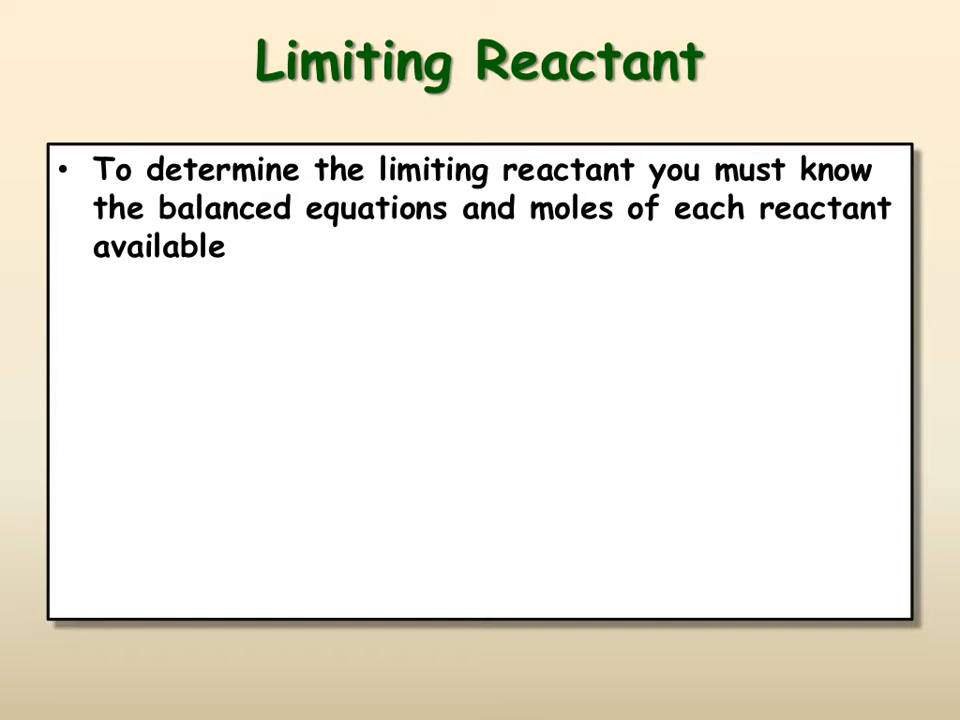 Limiting Reactant
• To determine the limiting reactant you must know
the balanced equations and moles of each reactant
available